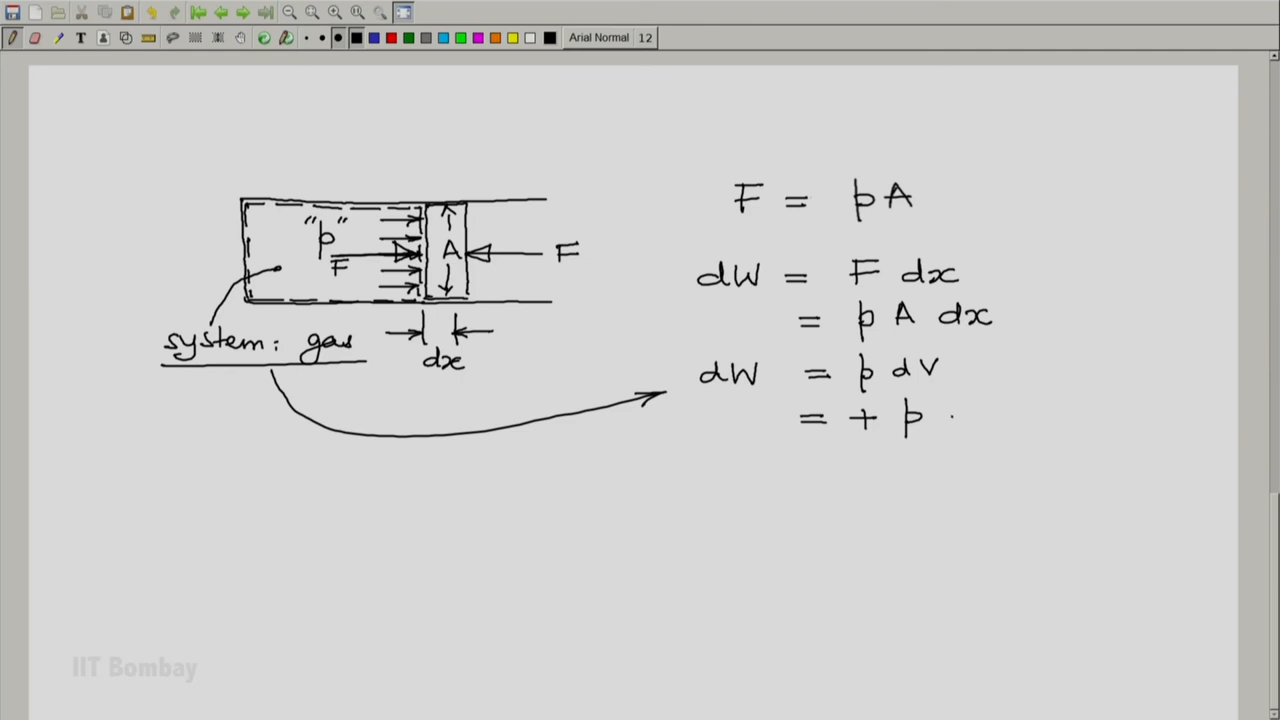 Arial Normal 12
F = pA
"p"
A
F
F
dW = F dx
= p A dx
system: gas
dx
dW = p dV
= + p
IIT Bombay